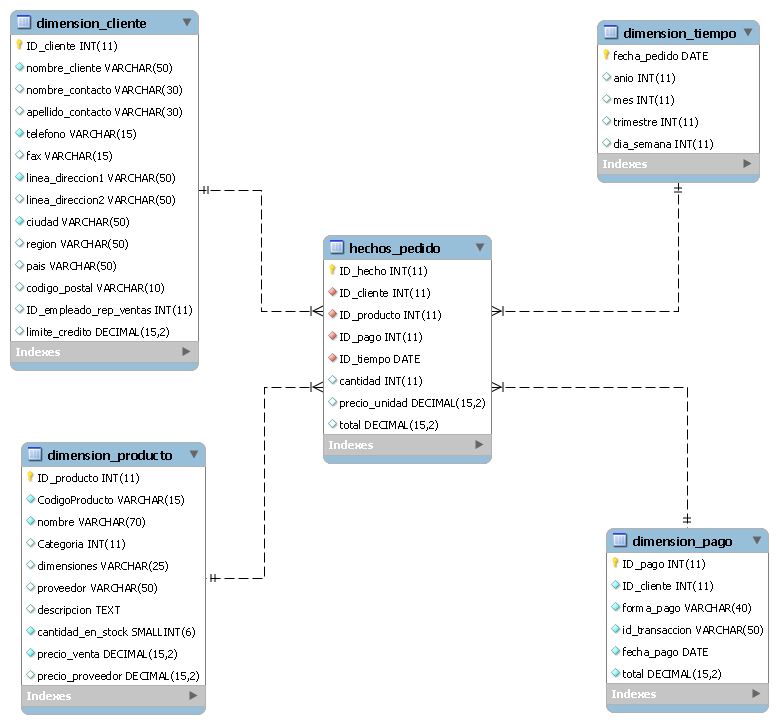 dimension_cliente
ID_cliente INT(11)
nombre_cliente VARCHAR(50)
nombre_contacto VARCHAR(30)
apellido_contacto VARCHAR(30)
telefono VARCHAR(15)
fax VARCHAR(15)
linea_direccion1 VARCHAR(50)
linea_direccion2 VARCHAR(50)
ciudad VARCHAR(50)
region VARCHAR(50)
pais VARCHAR(50)
codigo_postal VARCHAR(10)
ID_empleado_rep_ventas INT(11)
limite_credito DECIMAL(15,2)
Indexes
dimension_tiempo
fecha_pedido DATE
anio INT(11)
mes INT(11)
trimestre INT(11)
dia_semana INT(11)
Indexes
hechos_pedido
ID_hecho INT(11)
ID_cliente INT(11)
ID_producto INT(11)
ID_pago INT(11)
ID_tiempo DATE
cantidad INT(11)
precio_unidad DECIMAL(15,2)
total DECIMAL(15,2)
Indexes
dimension_producto
ID_producto INT(11)
CodigoProducto VARCHAR(15)
nombre VARCHAR(70)
Categoria INT(11)
dimensiones VARCHAR(25)
proveedor VARCHAR(50)
descripcion TEXT
cantidad_en_stock SMALLINT(6)
precio_venta DECIMAL(15,2)
precio_proveedor DECIMAL(15,2)
Indexes
dimension_pago
ID_pago INT(11)
ID_cliente INT(11)
forma_pago VARCHAR(40)
id_transaccion VARCHAR(50)
fecha_pago DATE
total DECIMAL(15,2)
Indexes